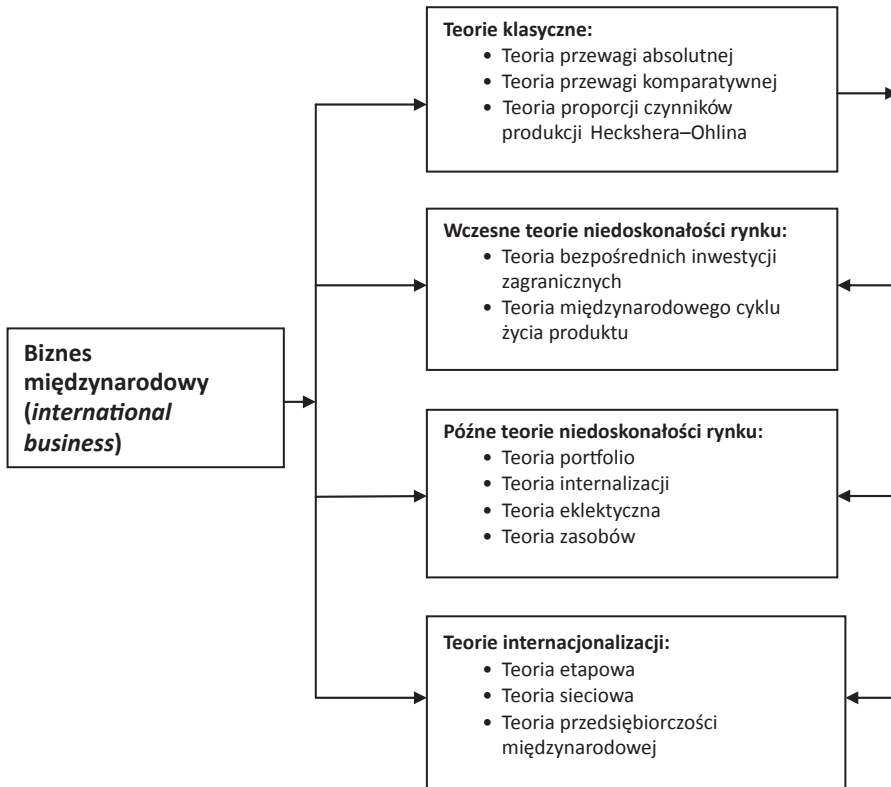 Teorie klasyczne:
• Teoria przewagi absolutnej
• Teoria przewagi komparatywnej
• Teoria proporcji czynników
produkcji Heckshera–Ohlina
Wczesne teorie niedoskonałości rynku:
• Teoria bezpośrednich inwestycji
zagranicznych
• Teoria międzynarodowego cyklu
życia produktu
Biznes
międzynarodowy
(international
business)
Późne teorie niedoskonałości rynku:
• Teoria portfolio
• Teoria internalizacji
• Teoria eklektyczna
• Teoria zasobów
Teorie internacjonalizacji:
• Teoria etapowa
• Teoria sieciowa
• Teoria przedsiębiorczości
międzynarodowej